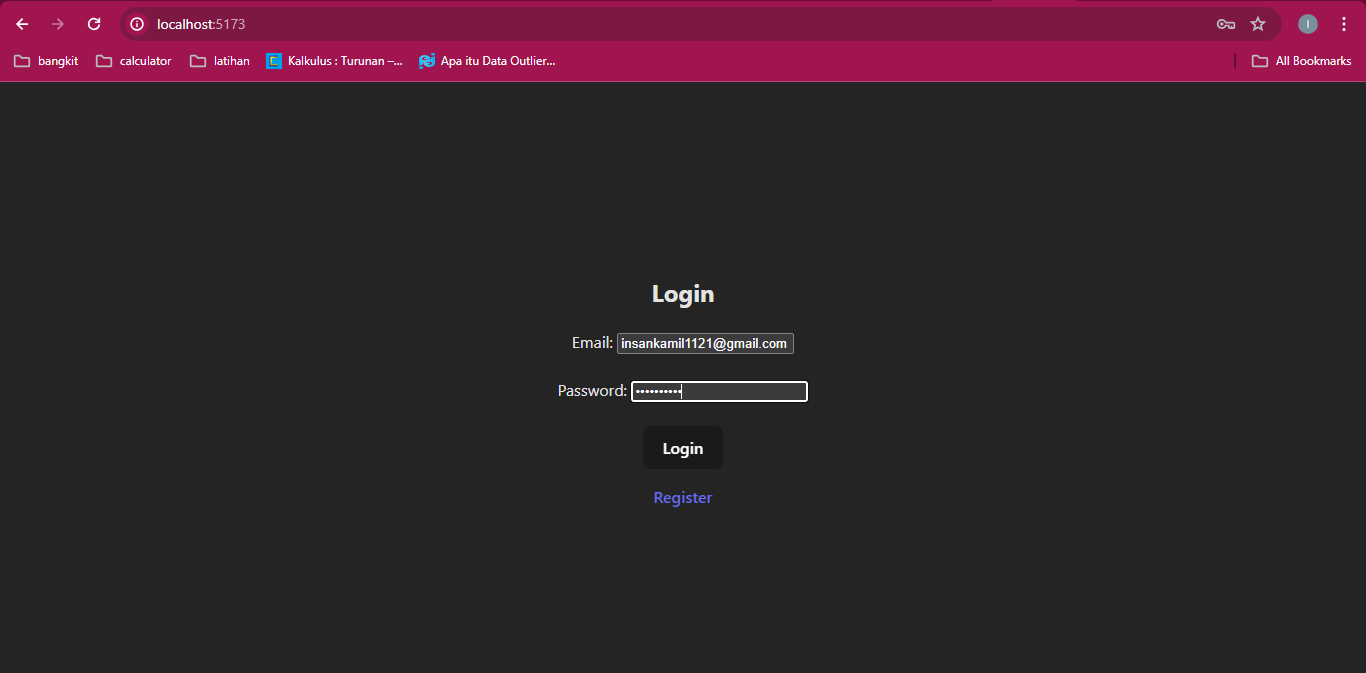 localhost:5173
I
bangkit calculator latihan Kalkulus : Turunan –... Apa itu Data Outlier... All Bookmarks
Login
Email: insankamil1121@gmail.com
Password: ••••••••••
Login
Register